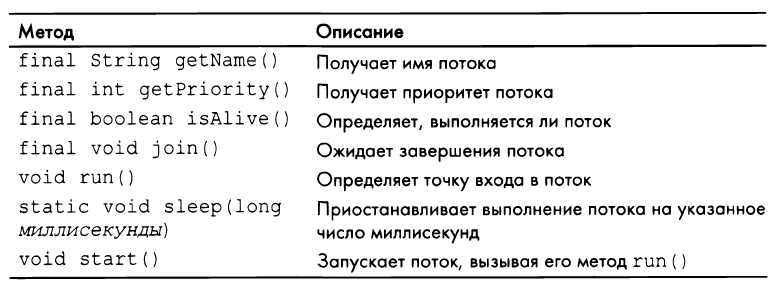 Метод Описание
final String getName() Получает имя потока
final int getPriority() Получает приоритет потока
final boolean isAlive() Определяет, выполняется ли поток
final void join() Ожидает завершения потока
void run() Определяет точку входа в поток
static void sleep(long Приостанавливает выполнение потока на указанное
миллисекунды) число миллисекунд
void start() Запускает поток, вызывая его метод run()